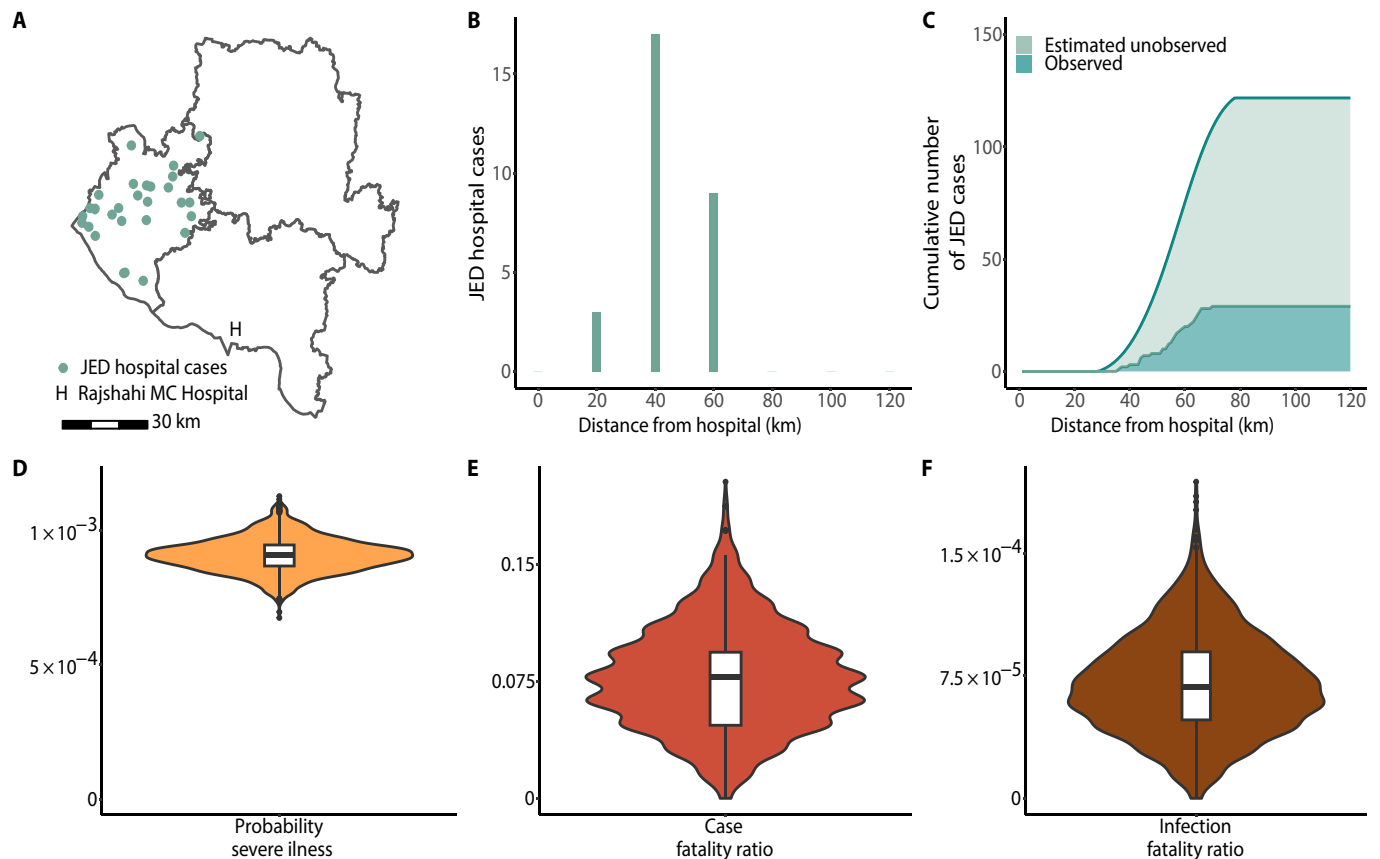 A
H
JED hospital cases
H Rajshahi MC Hospital
30 km
B
JED hospital cases
15
10
5
0
0 20 40 60 80 100 120
Distance from hospital (km)
C
Cumulative number
of JED cases
150
100
50
0
Estimated unobserved
Observed
0 20 40 60 80 100 120
Distance from hospital (km)
D
1 × 10⁻³
5 × 10⁻⁴
0
Probability
severe ilness
E
0.15
0.075
0
Case
fatality ratio
F
1.5 × 10⁻⁴
7.5 × 10⁻⁵
0
Infection
fatality ratio